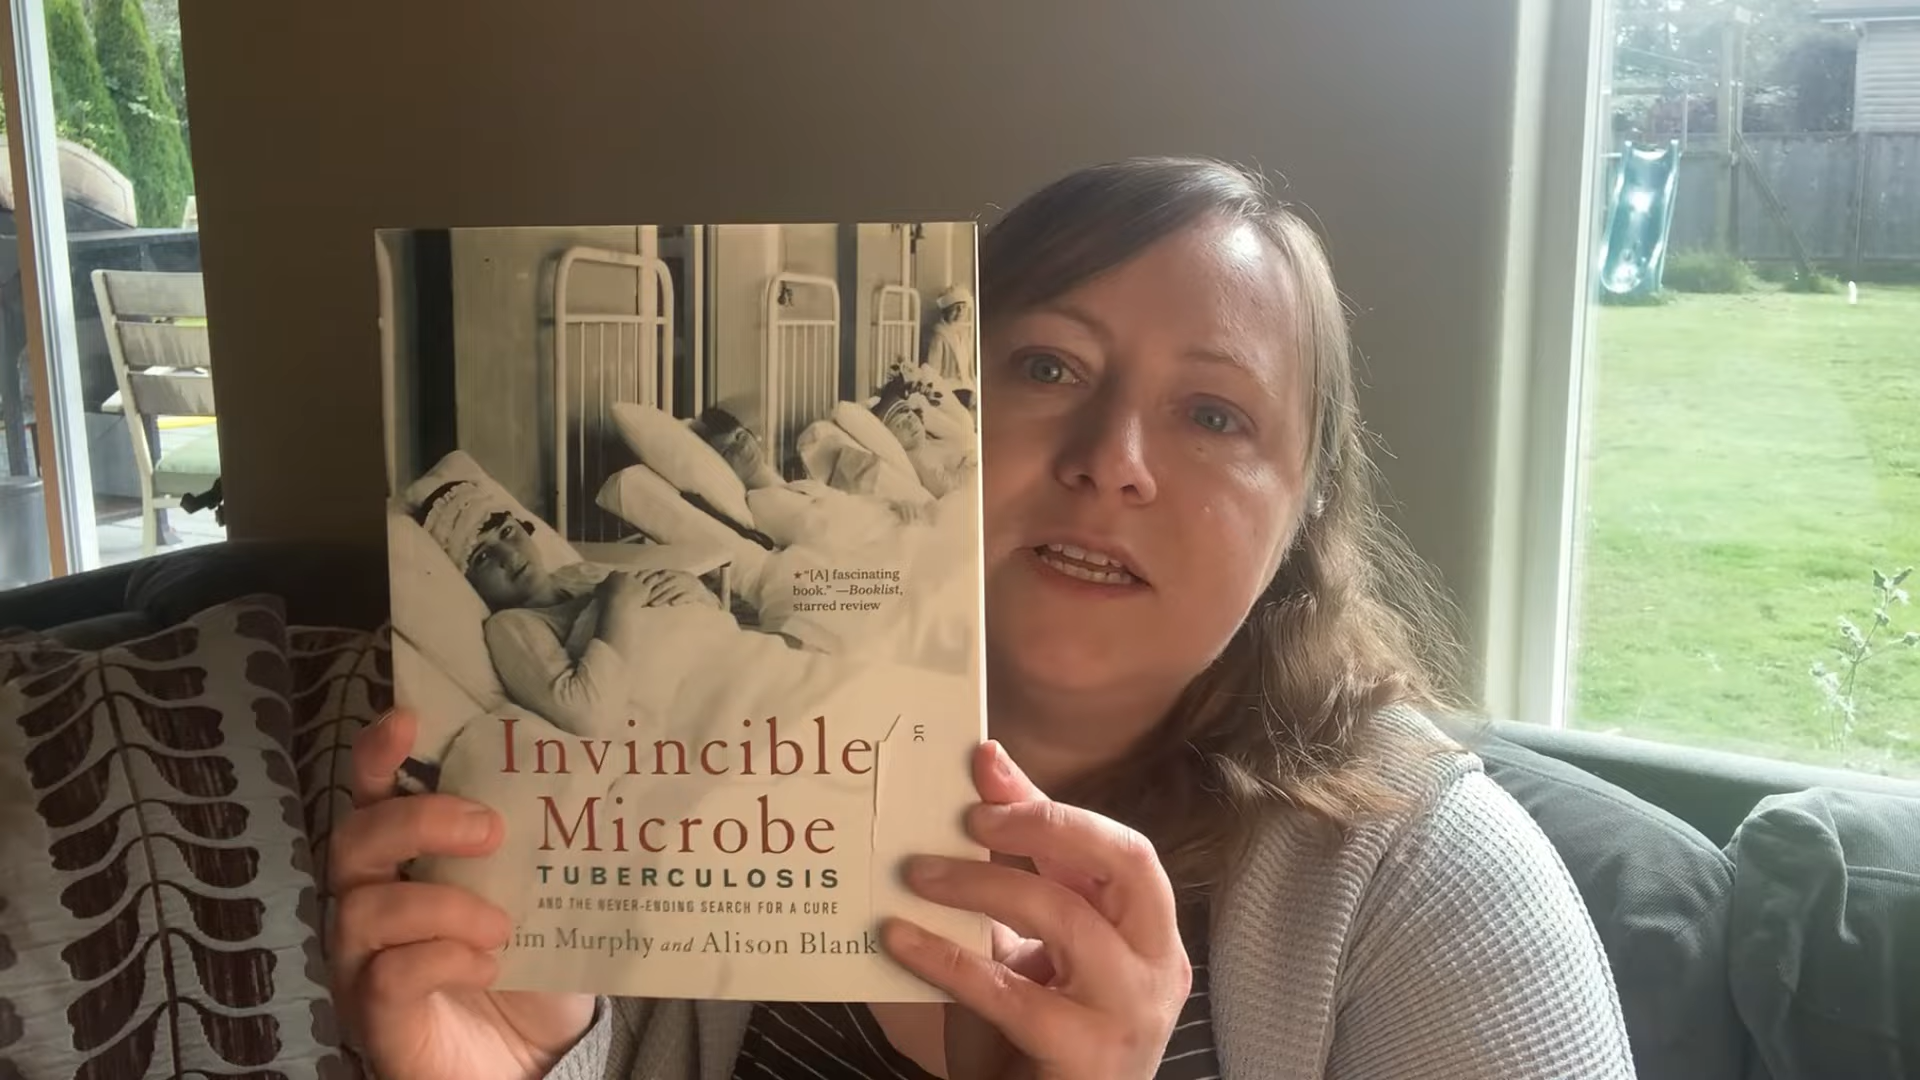 ★“[A] fascinating
book.” —Booklist,
starred review
Invincible
Microbe
TUBERCULOSIS
AND THE NEVER-ENDING SEARCH FOR A CURE
Jim Murphy and Alison Blank
UC